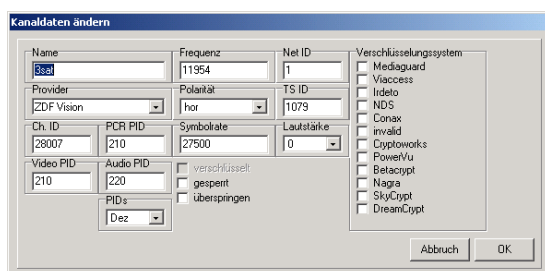 Kanaldaten ändern
Name
3sat
Frequenz
11954
Net ID
1
Verschlüsselungssystem
Mediaguard
Viaccess
Irdeto
NDS
Conax
invalid
Cryptoworks
PowerVu
Betacrypt
Nagra
SkyCrypt
DreamCrypt
Provider
ZDF Vision
Polarität
hor
TS ID
1079
Ch. ID
28007
PCR PID
210
Symbolrate
27500
Lautstärke
0
Video PID
210
Audio PID
220
verschlüsselt
gesperrt
überspringen
PIDs
Dez
Abbruch
OK